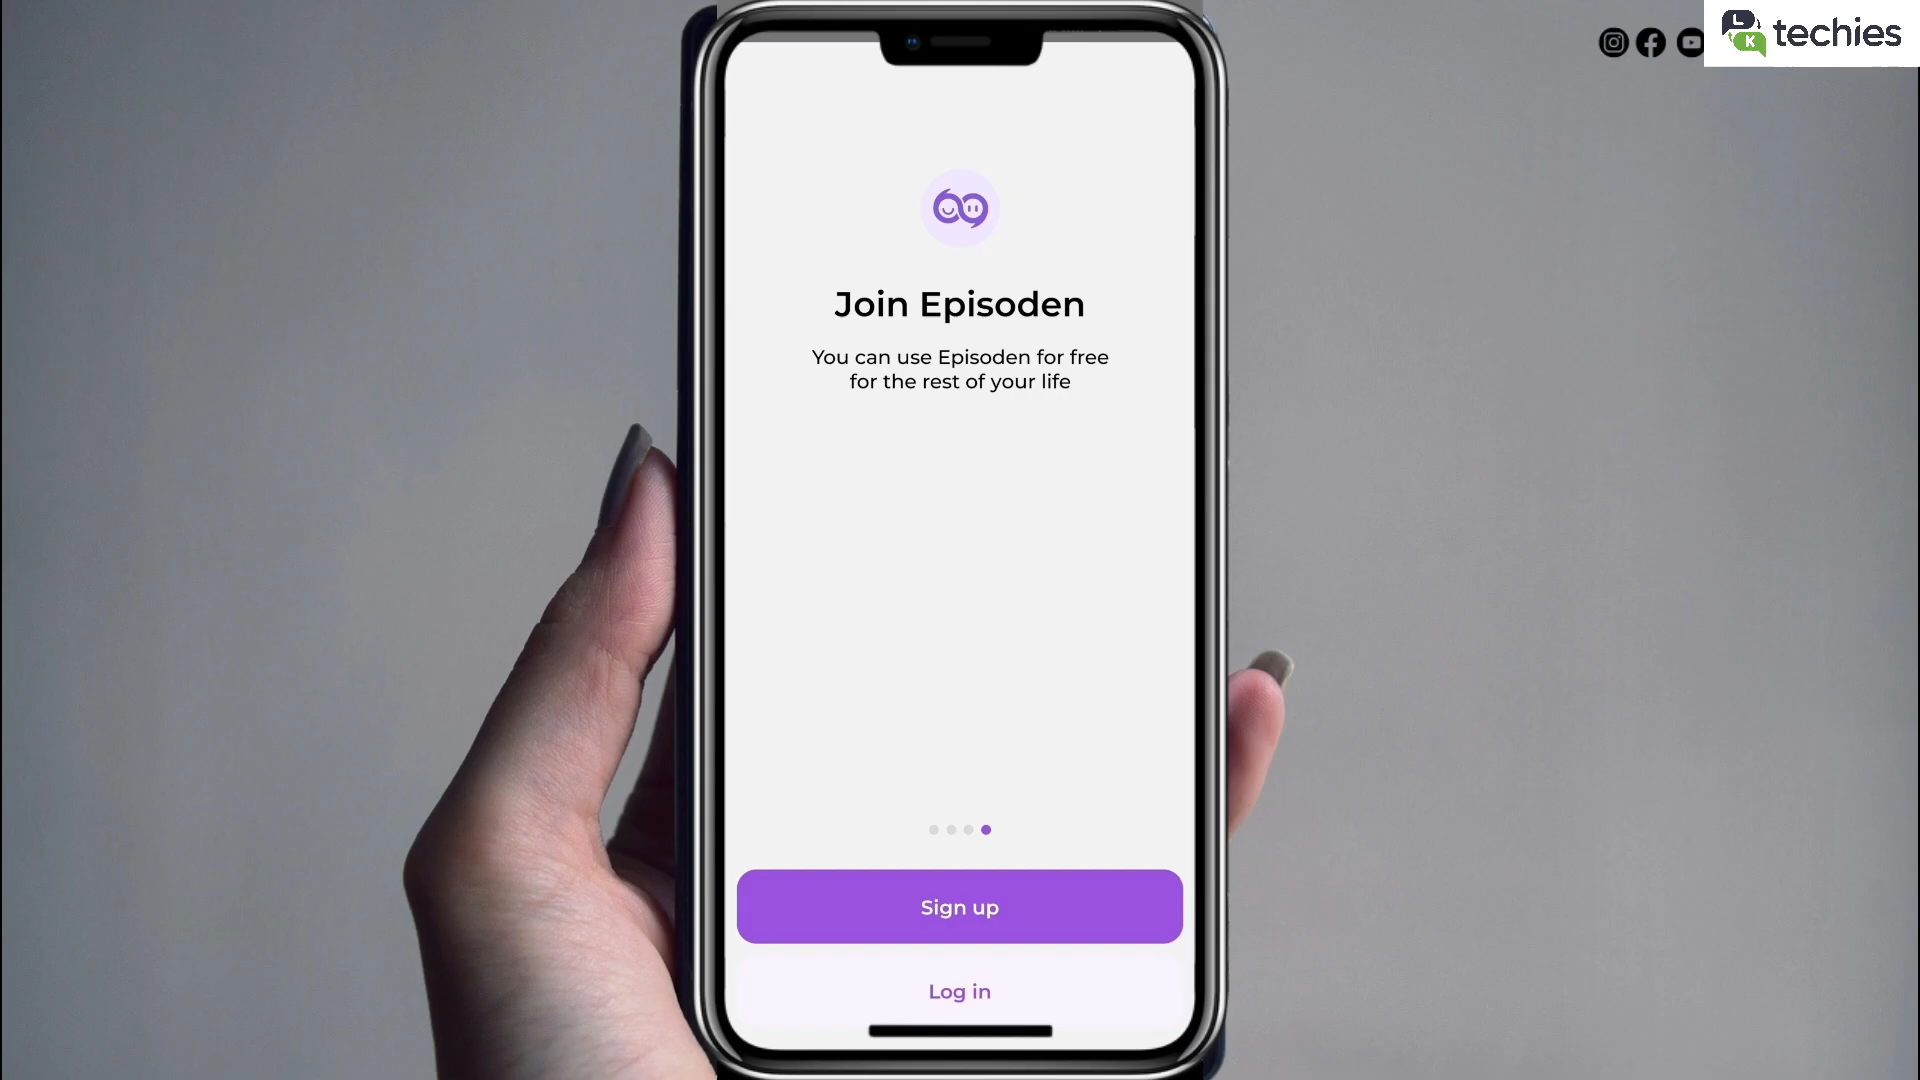 LK techies
Join Episoden
You can use Episoden for free
for the rest of your life
Sign up
Log in